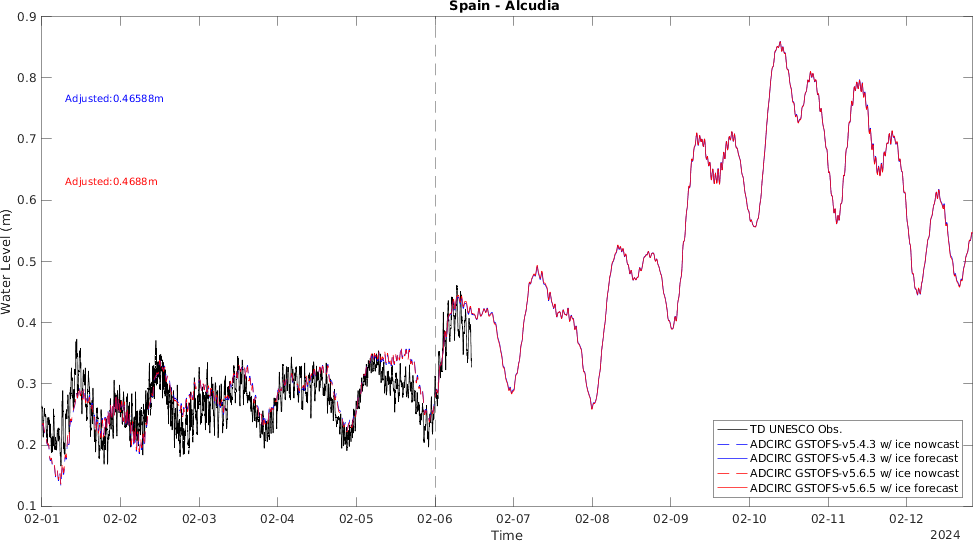 Spain - Alcudia
0.9
0.8
0.7
0.6
0.5
0.4
0.3
0.2
0.1
Water Level (m)
Adjusted:0.46588m
Adjusted:0.4688m
TD UNESCO Obs.
ADCIRC GSTOFS-v5.4.3 w/ ice nowcast
ADCIRC GSTOFS-v5.4.3 w/ ice forecast
ADCIRC GSTOFS-v5.6.5 w/ ice nowcast
ADCIRC GSTOFS-v5.6.5 w/ ice forecast
02-01 02-02 02-03 02-04 02-05 02-06 02-07 02-08 02-09 02-10 02-11 02-12
Time
2024